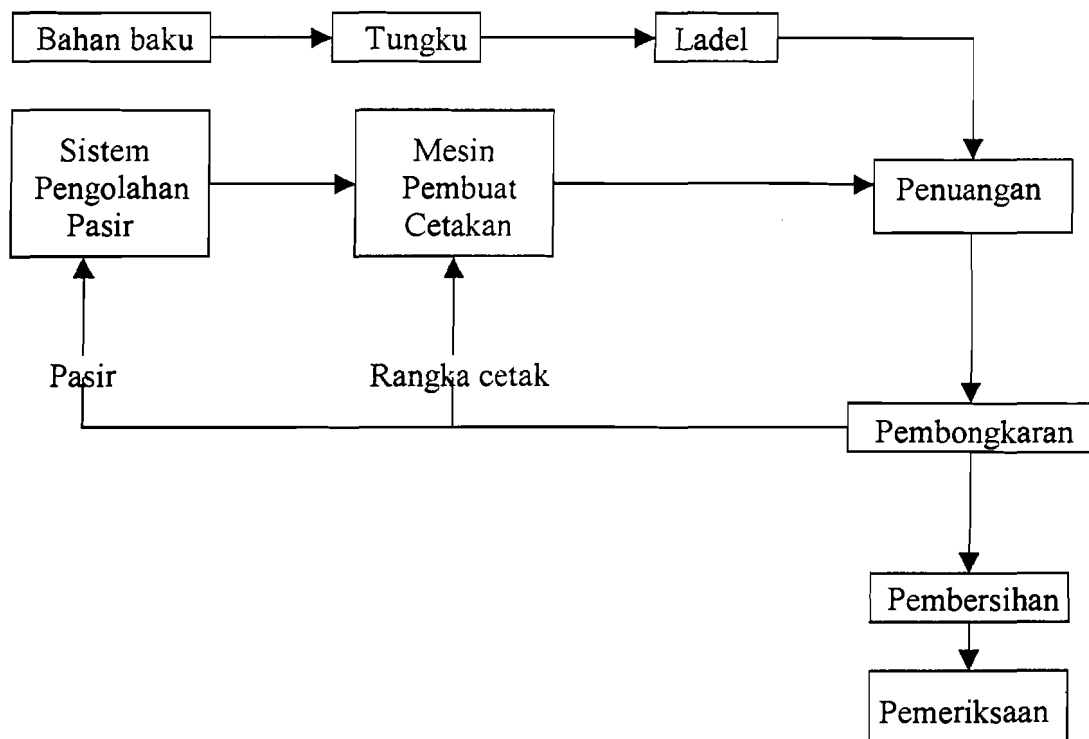 Bahan baku
Tungku
Ladel
Sistem
Pengolahan
Pasir
Mesin
Pembuat
Cetakan
Penuangan
Pasir
Rangka cetak
Pembongkaran
Pembersihan
Pemeriksaan